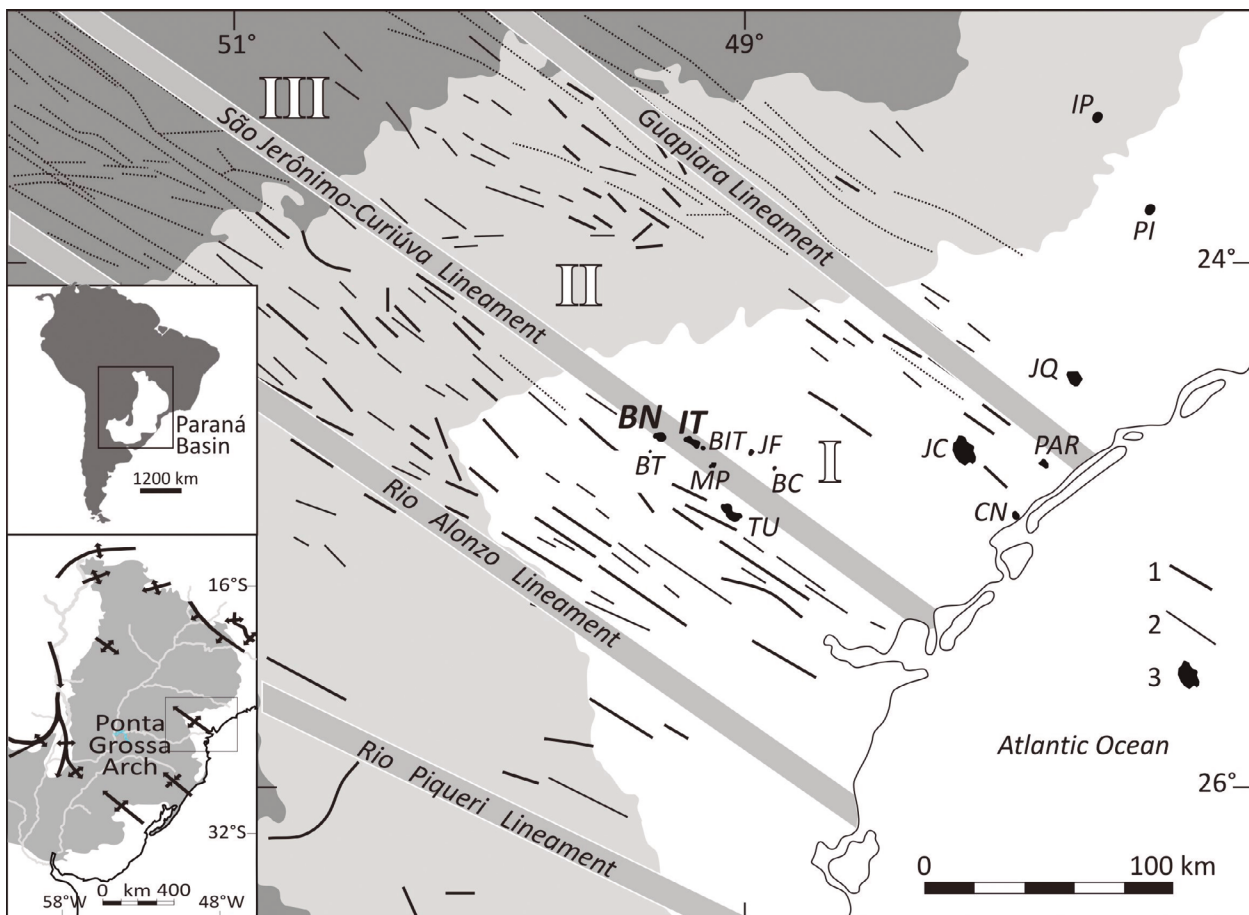 51°
49°
III
IP
São Jerônimo-Curiúva Lineament
Guapiara Lineament
PI
24°
II
Paraná
Basin
1200 km
JQ
BN
IT
BIT
JF
I
JC
PAR
BT
MP
BC
CN
TU
Rio Alonzo Lineament
1
2
3
16°S
Ponta
Grossa
Arch
Atlantic Ocean
Rio Piqueri Lineament
26°
32°S
0 km 400
58°W
48°W
0
100 km